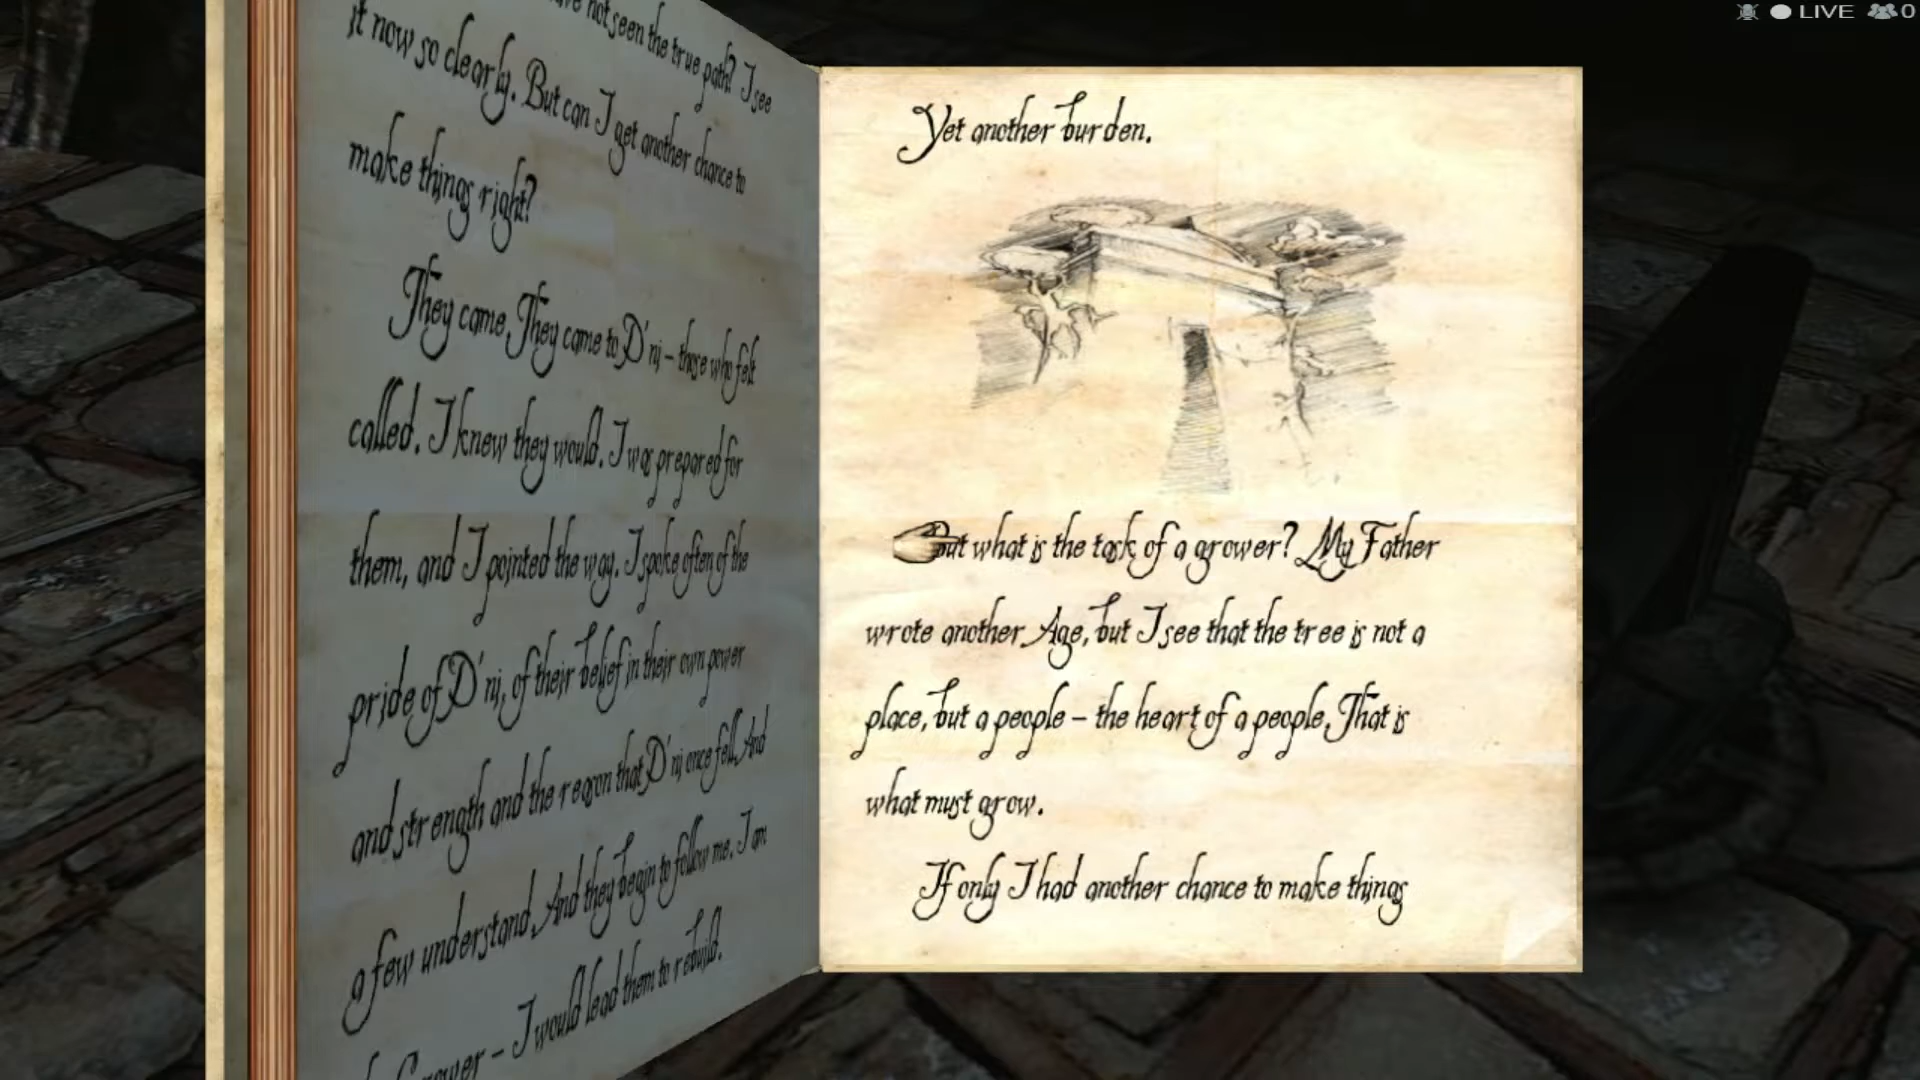 LIVE 0
not seen the true path? I see
it now so clearly. But can I get another chance to
make things right?
They came. They came to D'ni – those who felt
called. I knew they would. I was prepared for
them, and I pointed the way. I spoke often of the
pride of D'ni, of their belief in their own power
and strength and the reason that D'ni once fell. And
a few understand. And they begin to follow me. I am
Grower – I would lead them to rebuild.
Yet another burden.
But what is the task of a grower? My Father
wrote another Age, but I see that the tree is not a
place, but a people – the heart of a people. That is
what must grow.
If only I had another chance to make things